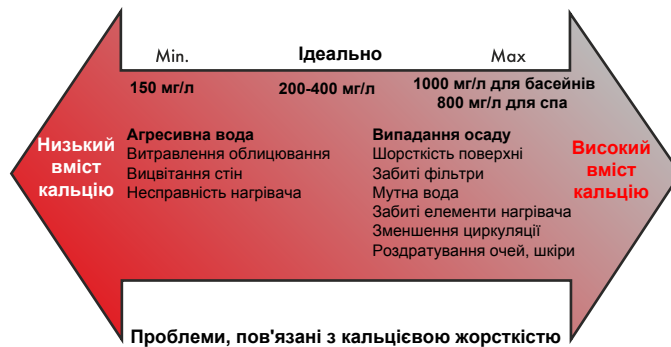 Min.
Ідеально
Max
150 мг/л
200-400 мг/л
1000 мг/л для басейнів
800 мг/л для спа
Низький
вміст
кальцію
Агресивна вода
Витравлення облицювання
Вицвітання стін
Несправність нагрівача
Випадання осаду
Шорсткість поверхні
Забиті фільтри
Мутна вода
Забиті елементи нагрівача
Зменшення циркуляції
Роздратування очей, шкіри
Високий
вміст
кальцію
Проблеми, пов'язані з кальцієвою жорсткістю